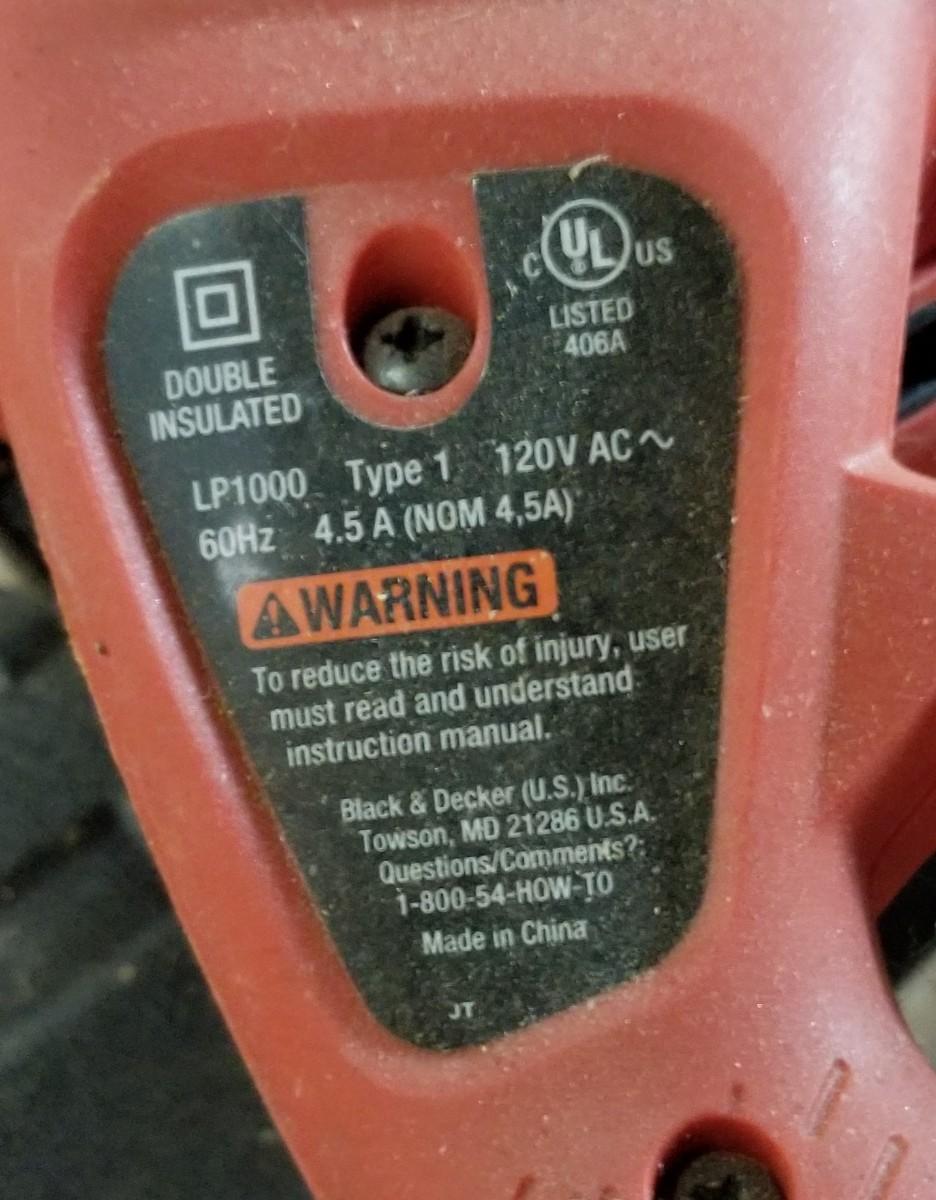 C UL US
LISTED
406A
DOUBLE
INSULATED
LP1000 Type 1 120V AC ~
60Hz 4.5 A (NOM 4,5A)
WARNING
To reduce the risk of injury, user
must read and understand
instruction manual.
Black & Decker (U.S.) Inc.
Towson, MD 21286 U.S.A.
Questions/Comments?:
1-800-54-HOW-TO
Made in China
JT